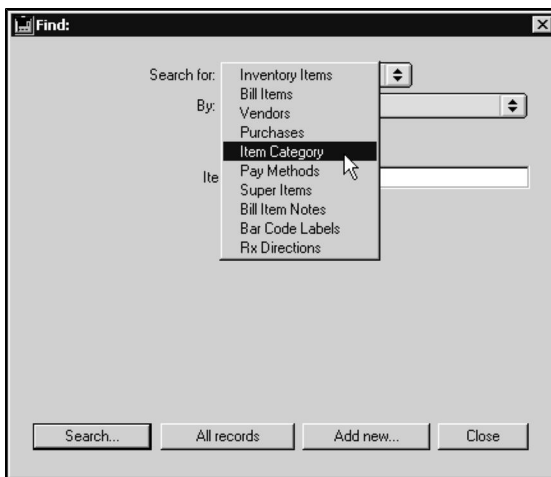 Find:
Search for:
Inventory Items
Bill Items
By:
Vendors
Purchases
Item Category
Ite
Pay Methods
Super Items
Bill Item Notes
Bar Code Labels
Rx Directions
Search...
All records
Add new...
Close